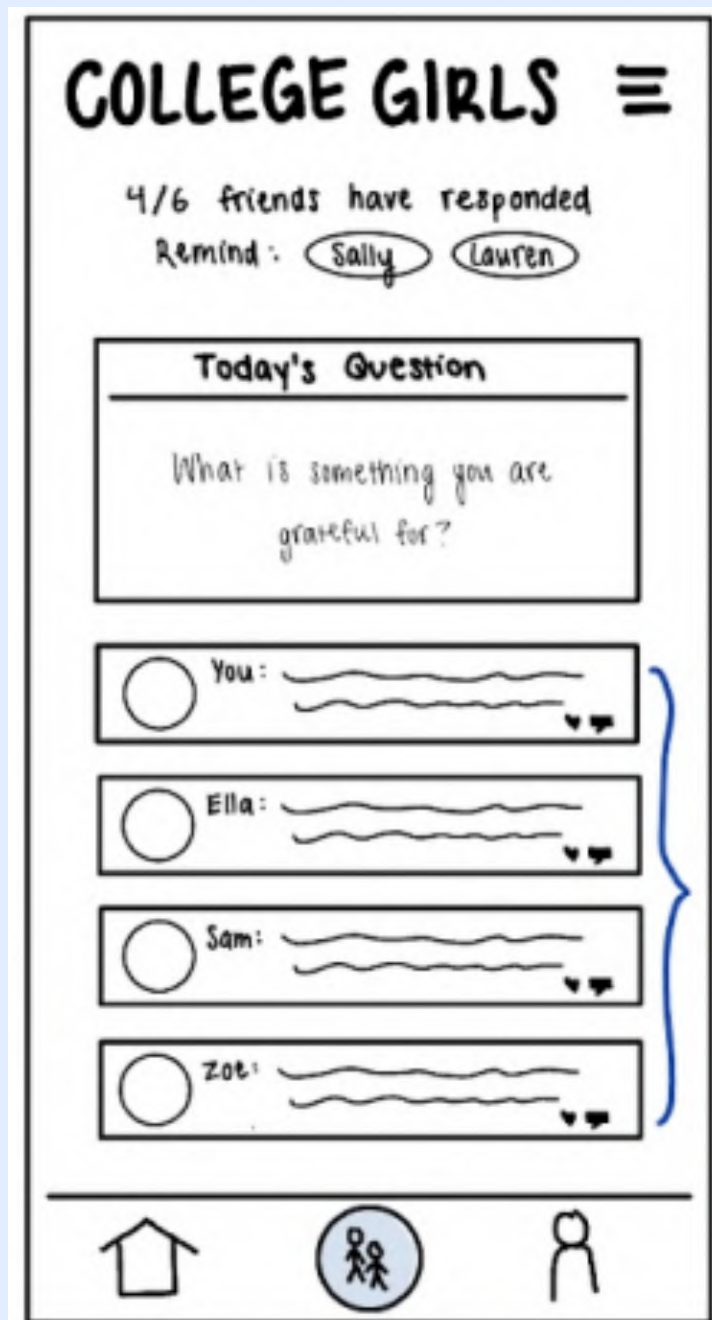 COLLEGE GIRLS
4/6 friends have responded
Remind: Sally Lauren
Today's Question
What is something you are
grateful for?
You:
Ella:
Sam:
Zoe: